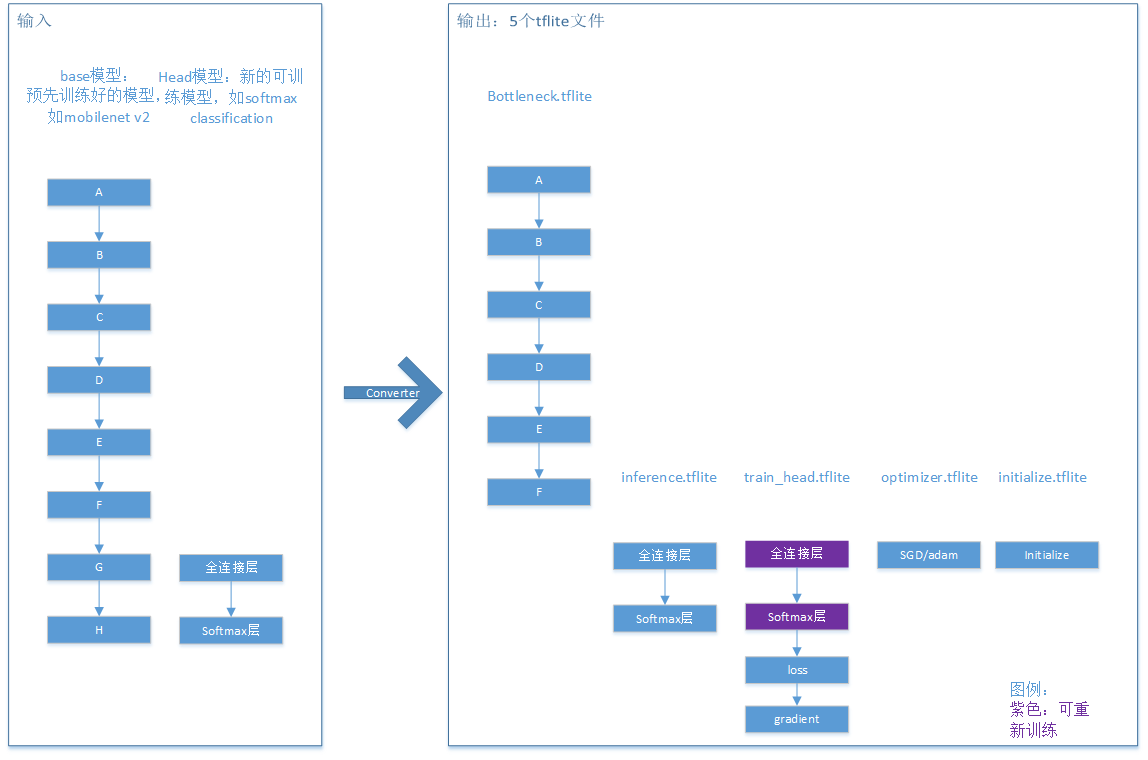 输入
base模型：
预先训练好的模型，
如mobilenet v2
Head模型：新的可训
练模型，如softmax
classification
A
B
C
D
E
F
G
H
全连接层
Softmax层
Converter
输出：5个tflite文件
Bottleneck.tflite
A
B
C
D
E
F
inference.tflite
全连接层
Softmax层
train_head.tflite
全连接层
Softmax层
loss
gradient
optimizer.tflite
SGD/adam
initialize.tflite
Initialize
图例：
紫色：可重
新训练